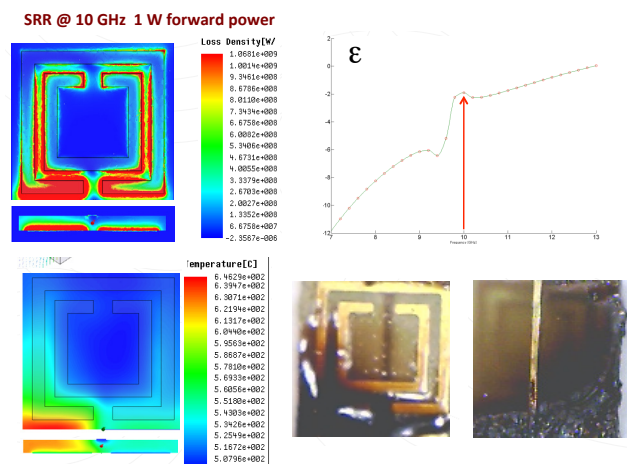 SRR @ 10 GHz 1 W forward power
Loss Density[W/
1.0681e+009
1.0014e+009
9.3461e+008
8.6786e+008
8.0110e+008
7.3434e+008
6.6758e+008
6.0082e+008
5.3406e+008
4.6731e+008
4.0055e+008
3.3379e+008
2.6703e+008
2.0027e+008
1.3352e+008
6.6758e+007
-2.3567e-006
ε
2
0
-2
-4
-6
-8
-10
-12
7
8
9
10
11
12
13
Frequency (GHz)
Temperature[C]
6.4629e+002
6.3947e+002
6.3071e+002
6.2194e+002
6.1317e+002
6.0440e+002
5.9563e+002
5.8687e+002
5.7810e+002
5.6933e+002
5.6056e+002
5.5180e+002
5.4303e+002
5.3426e+002
5.2549e+002
5.1672e+002
5.0796e+002